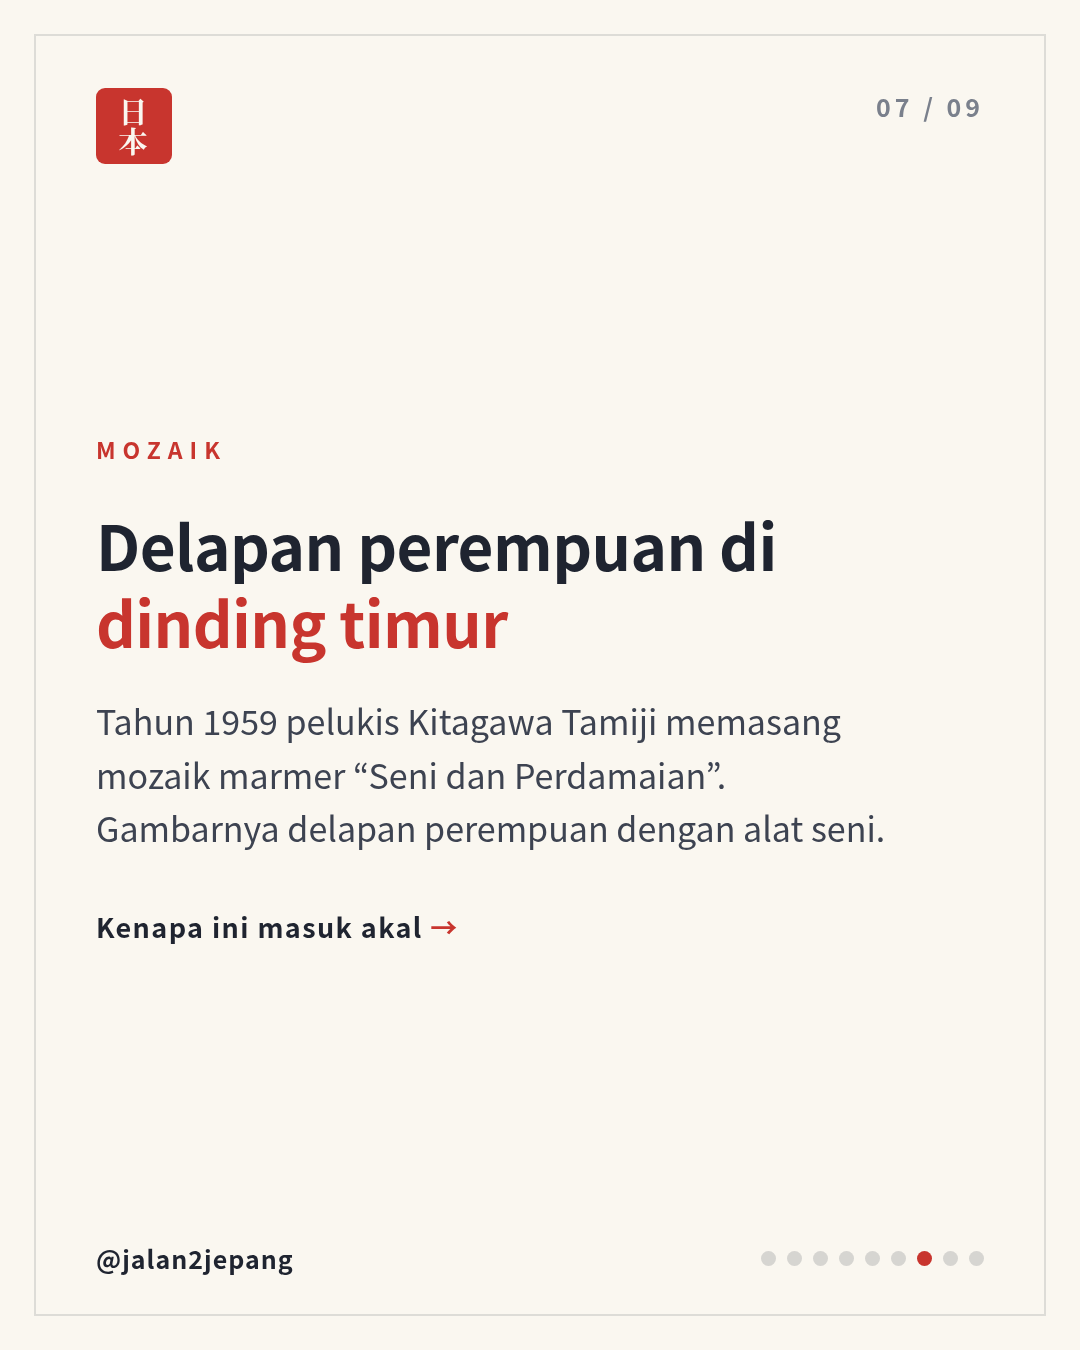 日本
07 / 09
MOZAIK
Delapan perempuan di
dinding timur
Tahun 1959 pelukis Kitagawa Tamiji memasang
mozaik marmer “Seni dan Perdamaian”.
Gambarnya delapan perempuan dengan alat seni.
Kenapa ini masuk akal →
@jalan2jepang